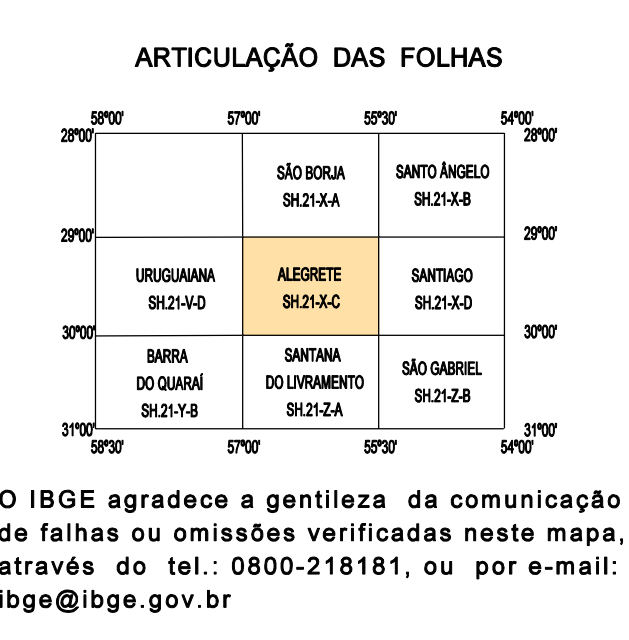 ARTICULAÇÃO DAS FOLHAS
58°00' 57°00' 55°30' 54°00'
28°00' 28°00'
SÃO BORJA
SH.21-X-A
SANTO ÂNGELO
SH.21-X-B
29°00' 29°00'
URUGUAIANA
SH.21-V-D
ALEGRETE
SH.21-X-C
SANTIAGO
SH.21-X-D
30°00' 30°00'
BARRA
DO QUARAÍ
SH.21-Y-B
SANTANA
DO LIVRAMENTO
SH.21-Z-A
SÃO GABRIEL
SH.21-Z-B
31°00' 31°00'
58°30' 57°00' 55°30' 54°00'
O IBGE agradece a gentileza da comunicação
de falhas ou omissões verificadas neste mapa,
através do tel.: 0800-218181, ou por e-mail:
ibge@ibge.gov.br